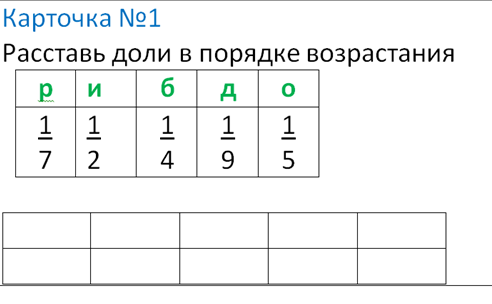 Карточка №1
Расставь доли в порядке возрастания
р и б д о
1 1 1 1 1
7 2 4 9 5